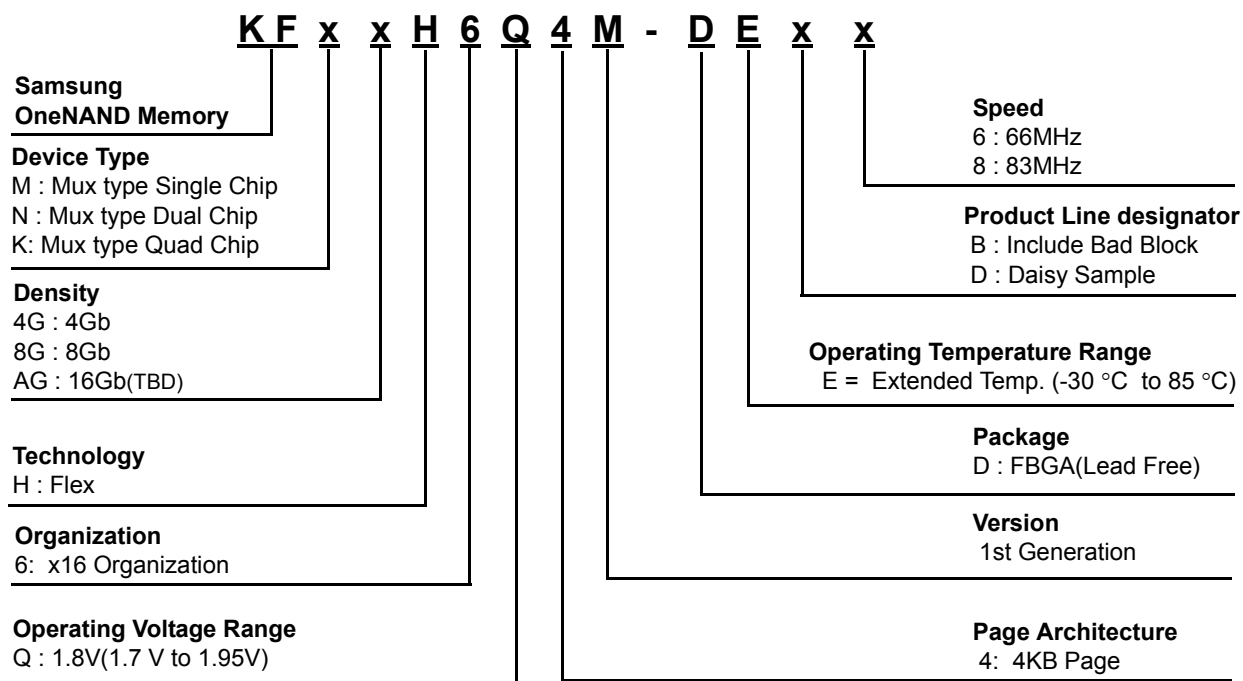 K F x x H 6 Q 4 M - D E x x
Samsung
OneNAND Memory
Device Type
M : Mux type Single Chip
N : Mux type Dual Chip
K: Mux type Quad Chip
Density
4G : 4Gb
8G : 8Gb
AG : 16Gb(TBD)
Technology
H : Flex
Organization
6: x16 Organization
Operating Voltage Range
Q : 1.8V(1.7 V to 1.95V)
Speed
6 : 66MHz
8 : 83MHz
Product Line designator
B : Include Bad Block
D : Daisy Sample
Operating Temperature Range
E = Extended Temp. (-30 °C to 85 °C)
Package
D : FBGA(Lead Free)
Version
1st Generation
Page Architecture
4: 4KB Page